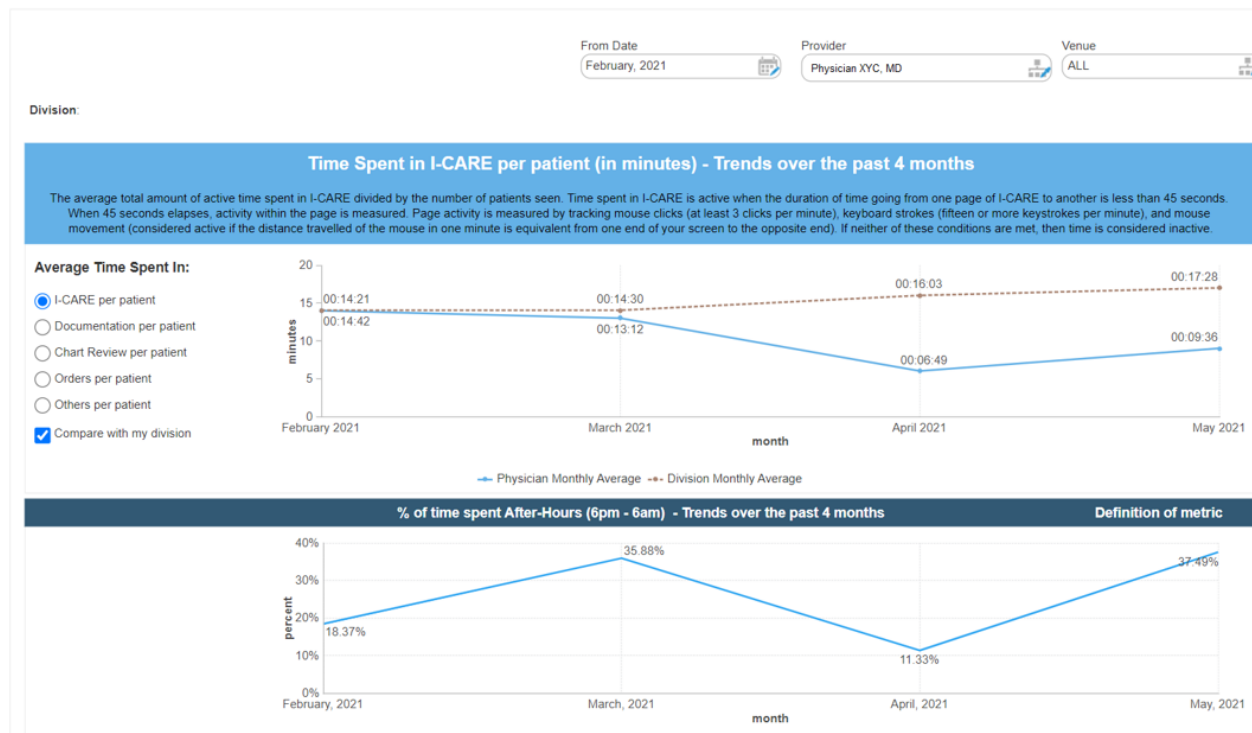 From Date
Provider
Venue
February, 2021
Physician XYC, MD
ALL
Division:
Time Spent in I-CARE per patient (in minutes) - Trends over the past 4 months
The average total amount of active time spent in I-CARE divided by the number of patients seen. Time spent in I-CARE is active when the duration of time going from one page of I-CARE to another is less than 45 seconds.
When 45 seconds elapses, activity within the page is measured. Page activity is measured by tracking mouse clicks (at least 3 clicks per minute), keyboard strokes (fifteen or more keystrokes per minute), and mouse
movement (considered active if the distance travelled of the mouse in one minute is equivalent from one end of your screen to the opposite end). If neither of these conditions are met, then time is considered inactive.
Average Time Spent In:
I-CARE per patient
Documentation per patient
Chart Review per patient
Orders per patient
Others per patient
Compare with my division
minutes
20
15
10
5
0
00:14:21
00:14:42
00:14:30
00:13:12
00:16:03
00:06:49
00:17:28
00:09:36
February 2021
March 2021
April 2021
May 2021
month
Physician Monthly Average
Division Monthly Average
% of time spent After-Hours (6pm - 6am) - Trends over the past 4 months
Definition of metric
percent
40%
30%
20%
10%
0%
18.37%
35.88%
11.33%
37.49%
February, 2021
March, 2021
April, 2021
May, 2021
month